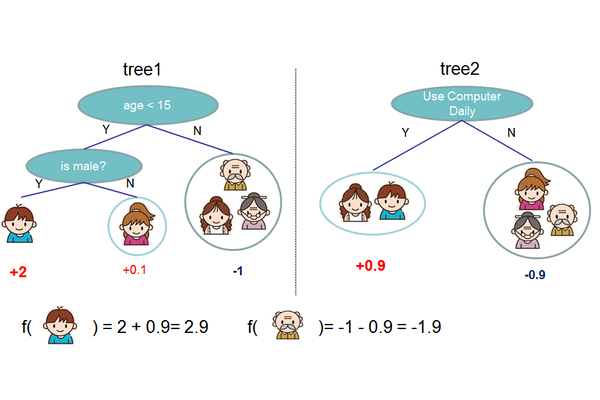 tree1
tree2
age < 15
Use Computer
Daily
Y
N
Y
N
is male?
Y
N
+2
+0.1
-1
+0.9
-0.9
f( ) = 2 + 0.9= 2.9
f( )= -1 - 0.9 = -1.9